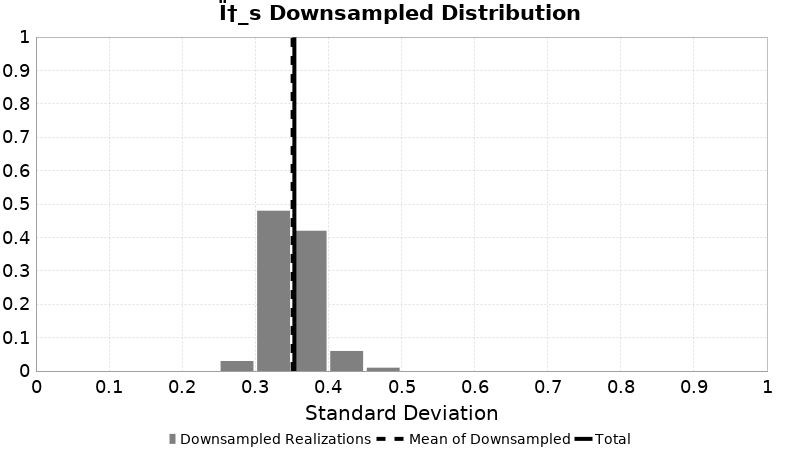 Ï†_s Downsampled Distribution
1
0.9
0.8
0.7
0.6
0.5
0.4
0.3
0.2
0.1
0
0 0.1 0.2 0.3 0.4 0.5 0.6 0.7 0.8 0.9 1
Standard Deviation
Downsampled Realizations Mean of Downsampled Total